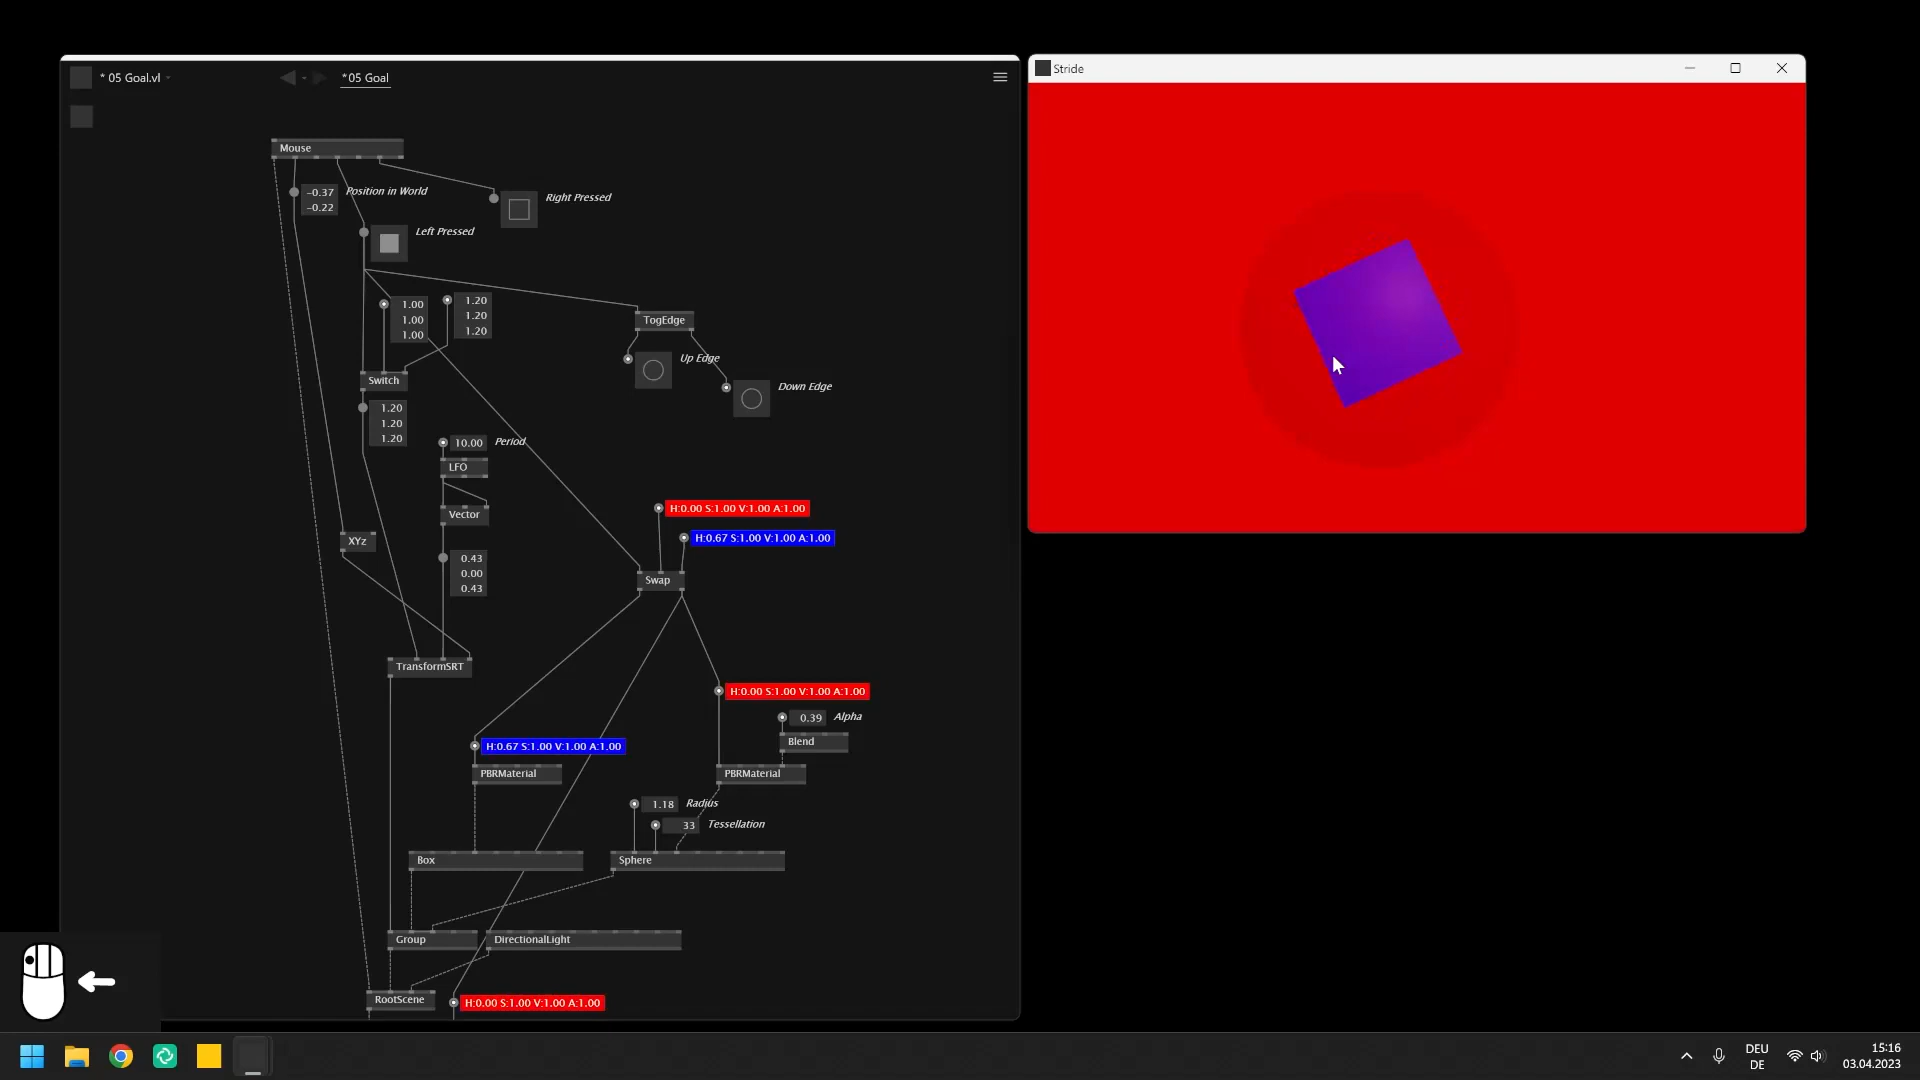 * 05 Goal.vl
*05 Goal
Stride
Mouse
-0.37
-0.22
Position in World
Right Pressed
Left Pressed
1.00
1.00
1.00
1.20
1.20
1.20
TogEdge
Up Edge
Down Edge
Switch
1.20
1.20
1.20
10.00
Period
LFO
Vector
H:0.00 S:1.00 V:1.00 A:1.00
H:0.67 S:1.00 V:1.00 A:1.00
XYz
0.43
0.00
0.43
Swap
TransformSRT
H:0.00 S:1.00 V:1.00 A:1.00
0.39
Alpha
Blend
H:0.67 S:1.00 V:1.00 A:1.00
PBRMaterial
PBRMaterial
1.18
Radius
33
Tessellation
Box
Sphere
Group
DirectionalLight
RootScene
H:0.00 S:1.00 V:1.00 A:1.00
DEU
DE
15:16
03.04.2023